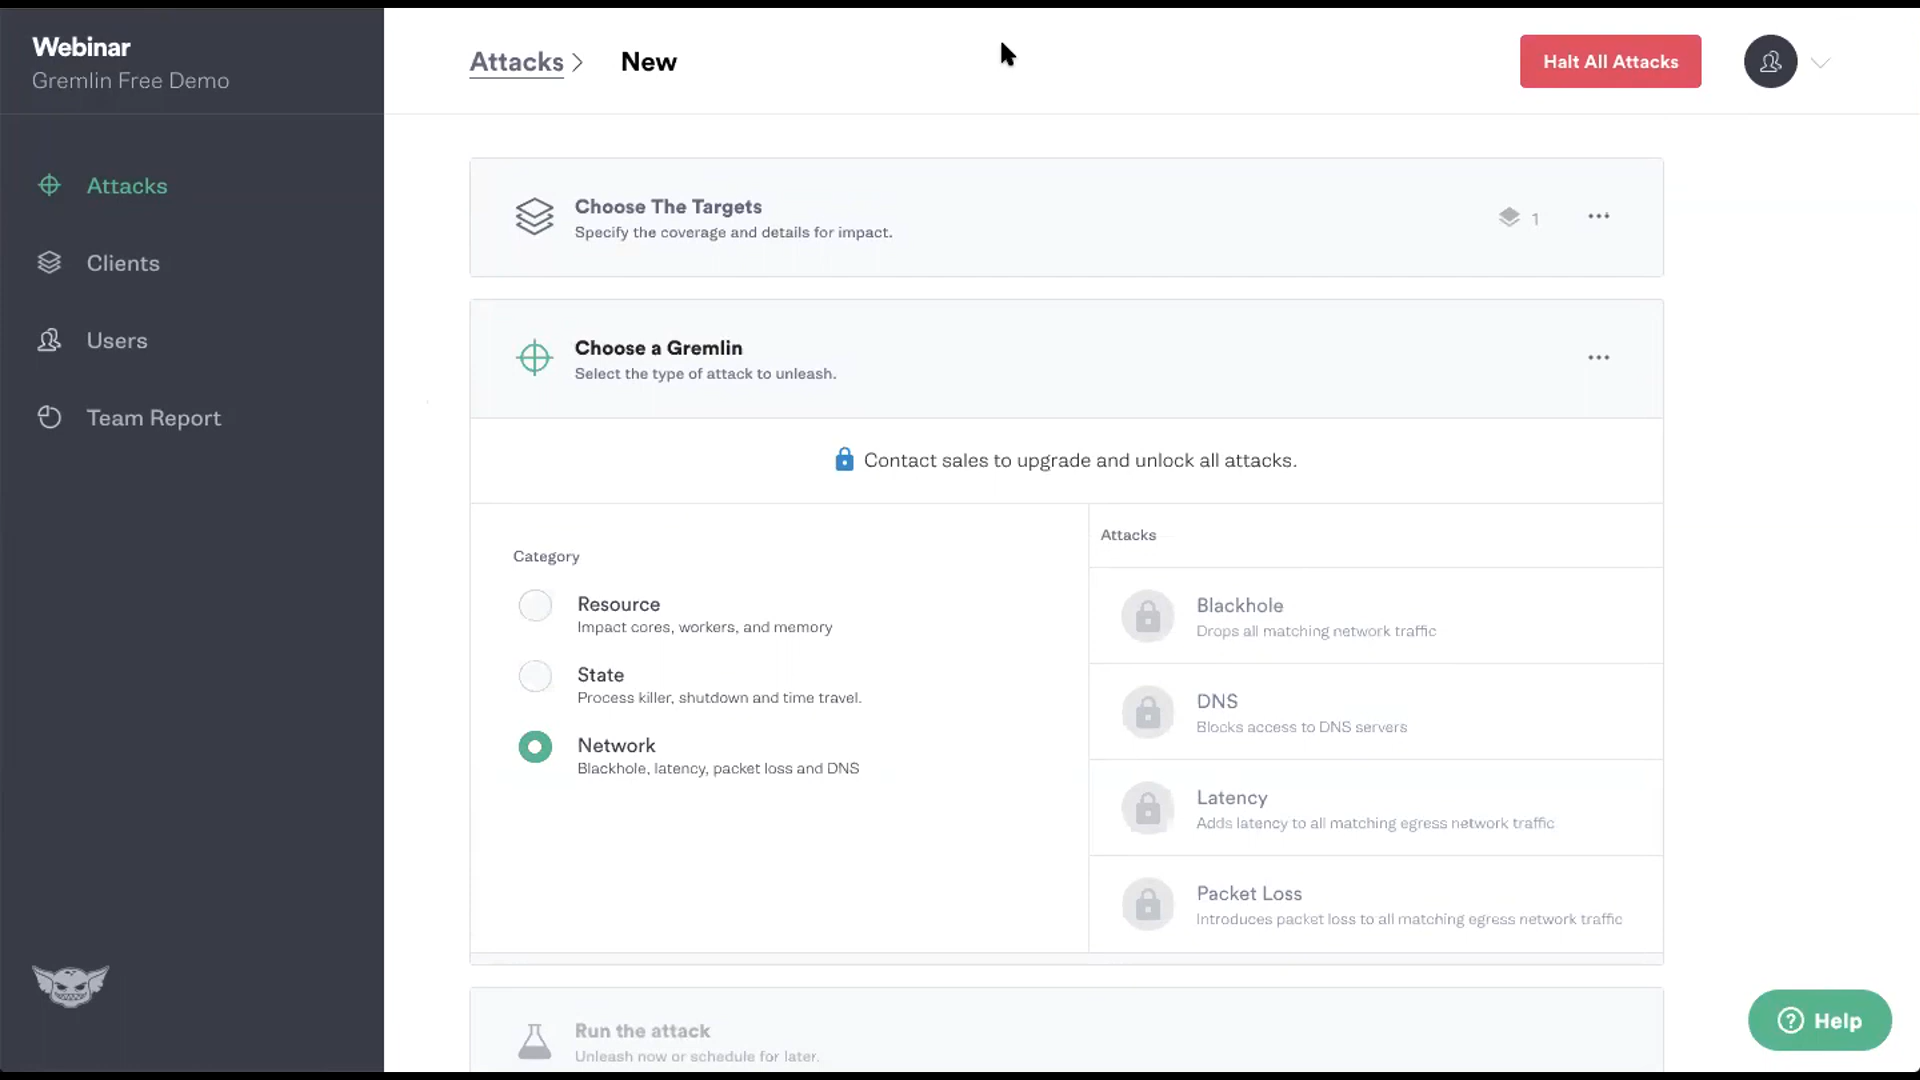 Webinar
Gremlin Free Demo
Attacks
Clients
Users
Team Report
Attacks > New
Halt All Attacks
Choose The Targets
Specify the coverage and details for impact.
1
Choose a Gremlin
Select the type of attack to unleash.
Contact sales to upgrade and unlock all attacks.
Category
Resource
Impact cores, workers, and memory
State
Process killer, shutdown and time travel.
Network
Blackhole, latency, packet loss and DNS
Attacks
Blackhole
Drops all matching network traffic
DNS
Blocks access to DNS servers
Latency
Adds latency to all matching egress network traffic
Packet Loss
Introduces packet loss to all matching egress network traffic
Run the attack
Unleash now or schedule for later.
? Help